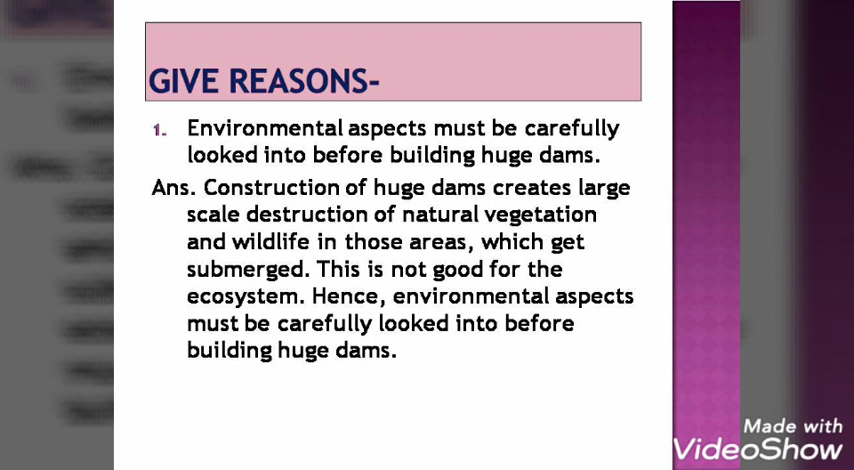 GIVE REASONS-
1. Environmental aspects must be carefully
looked into before building huge dams.
Ans. Construction of huge dams creates large
scale destruction of natural vegetation
and wildlife in those areas, which get
submerged. This is not good for the
ecosystem. Hence, environmental aspects
must be carefully looked into before
building huge dams.
Made with
VideoShow